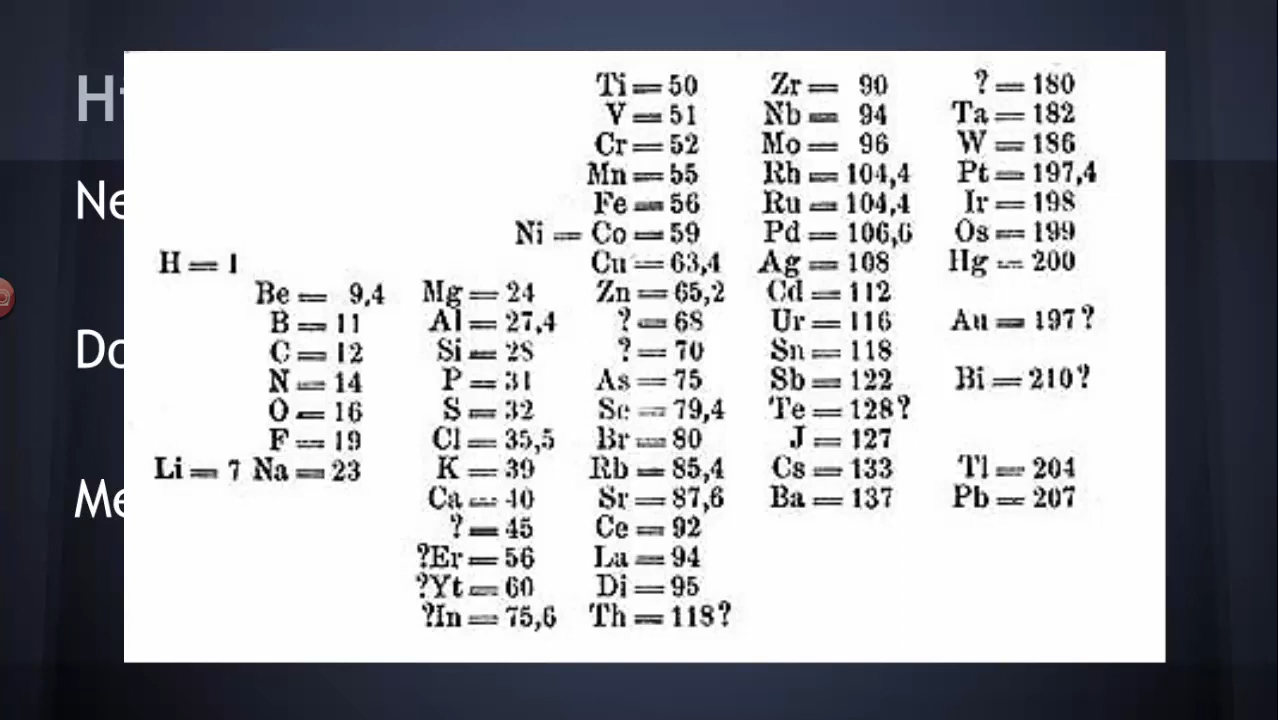 Hi
Ti = 50 Zr = 90 ? = 180
V = 51 Nb = 94 Ta = 182
Cr = 52 Mo = 96 W = 186
Mn = 55 Rh = 104,4 Pt = 197,4
Ne
Fe = 56 Ru = 104,4 Ir = 198
Ni = Co = 59 Pd = 106,6 Os = 199
H = 1 Cu = 63,4 Ag = 108 Hg = 200
Be = 9,4 Mg = 24 Zn = 65,2 Cd = 112
B = 11 Al = 27,4 ? = 68 Ur = 116 Au = 197?
Do
C = 12 Si = 28 ? = 70 Sn = 118
N = 14 P = 31 As = 75 Sb = 122 Bi = 210?
O = 16 S = 32 Se = 79,4 Te = 128?
F = 19 Cl = 35,5 Br = 80 J = 127
Li = 7 Na = 23 K = 39 Rb = 85,4 Cs = 133 Tl = 204
Me
Ca = 40 Sr = 87,6 Ba = 137 Pb = 207
? = 45 Ce = 92
?Er = 56 La = 94
?Yt = 60 Di = 95
?In = 75,6 Th = 118?